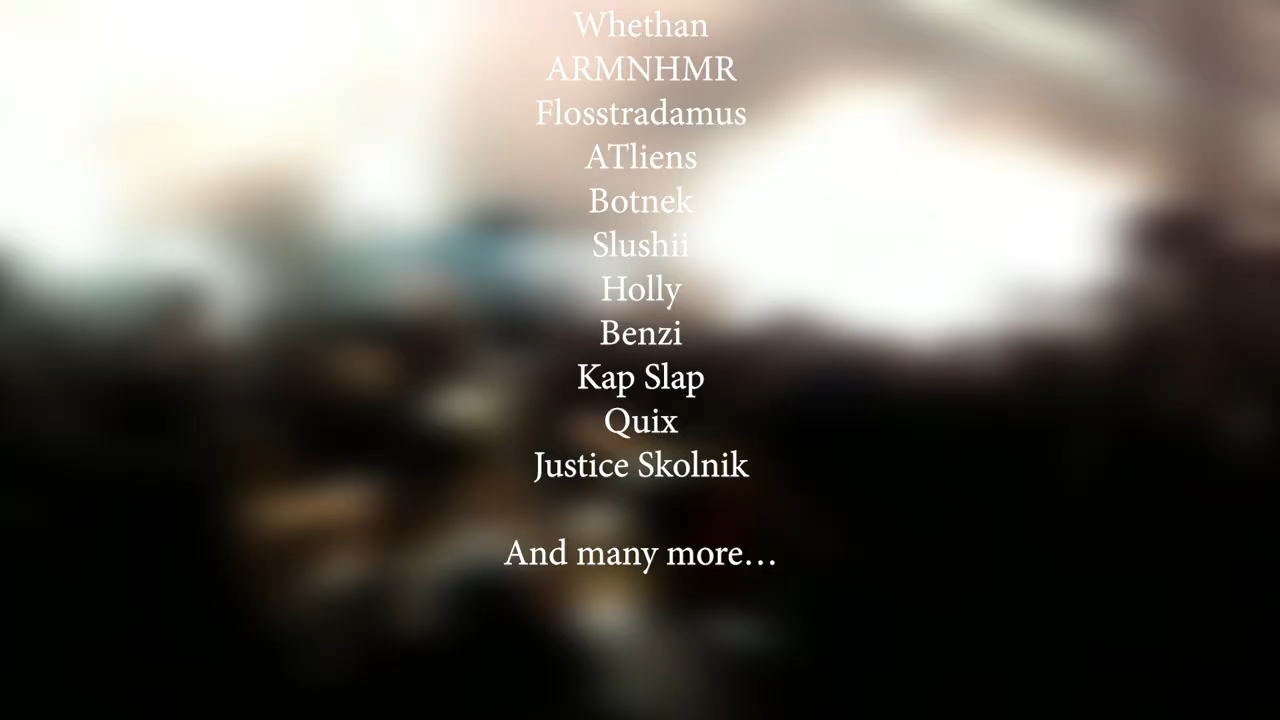 Whethan
ARMNHMR
Flosstradamus
ATliens
Botnek
Slushii
Holly
Benzi
Kap Slap
Quix
Justice Skolnik
And many more…